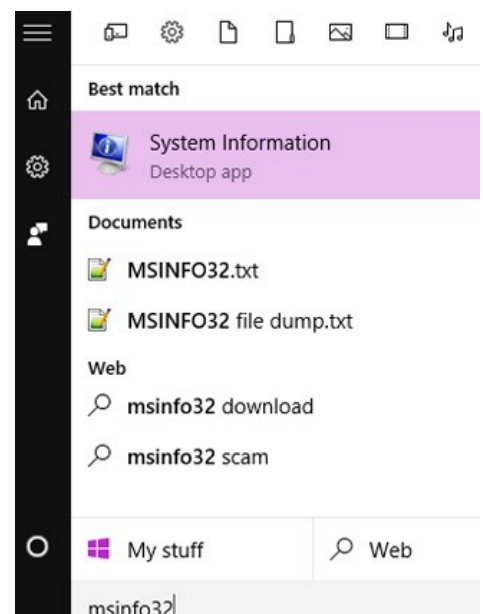 Best match
System Information
Desktop app
Documents
MSINFO32.txt
MSINFO32 file dump.txt
Web
msinfo32 download
msinfo32 scam
My stuff
Web
msinfo32